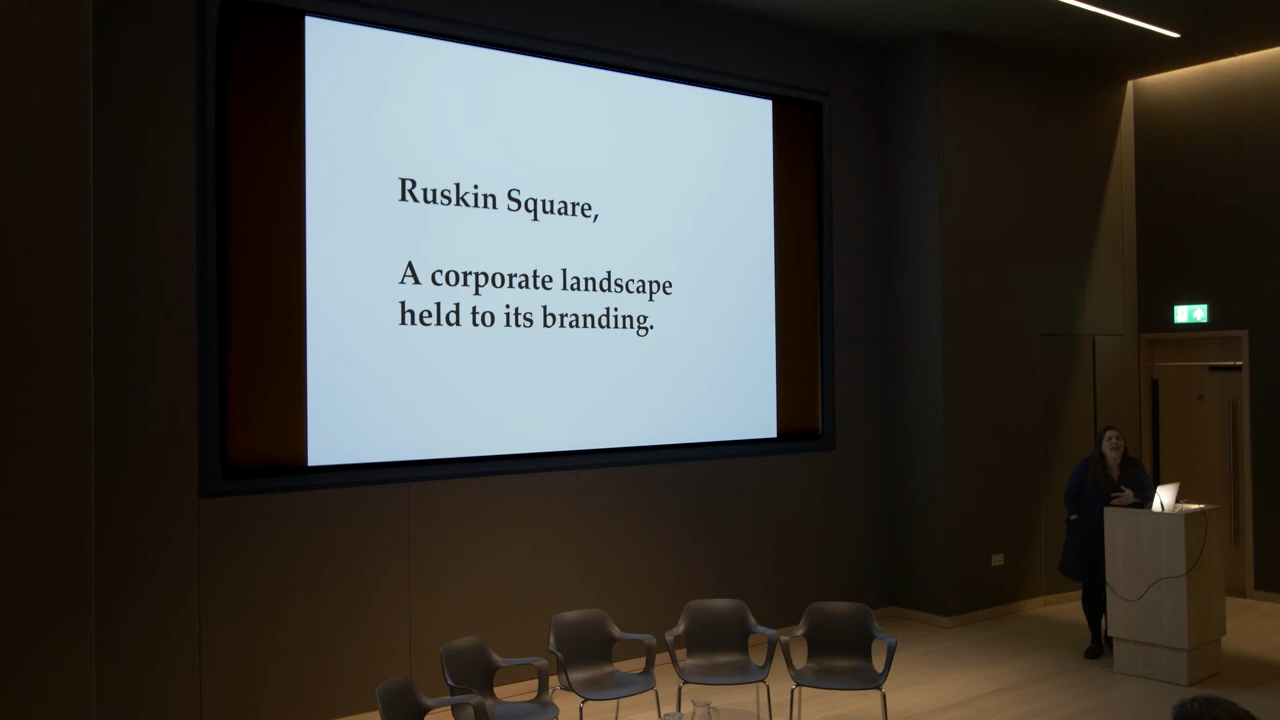 Ruskin Square,
A corporate landscape
held to its branding.